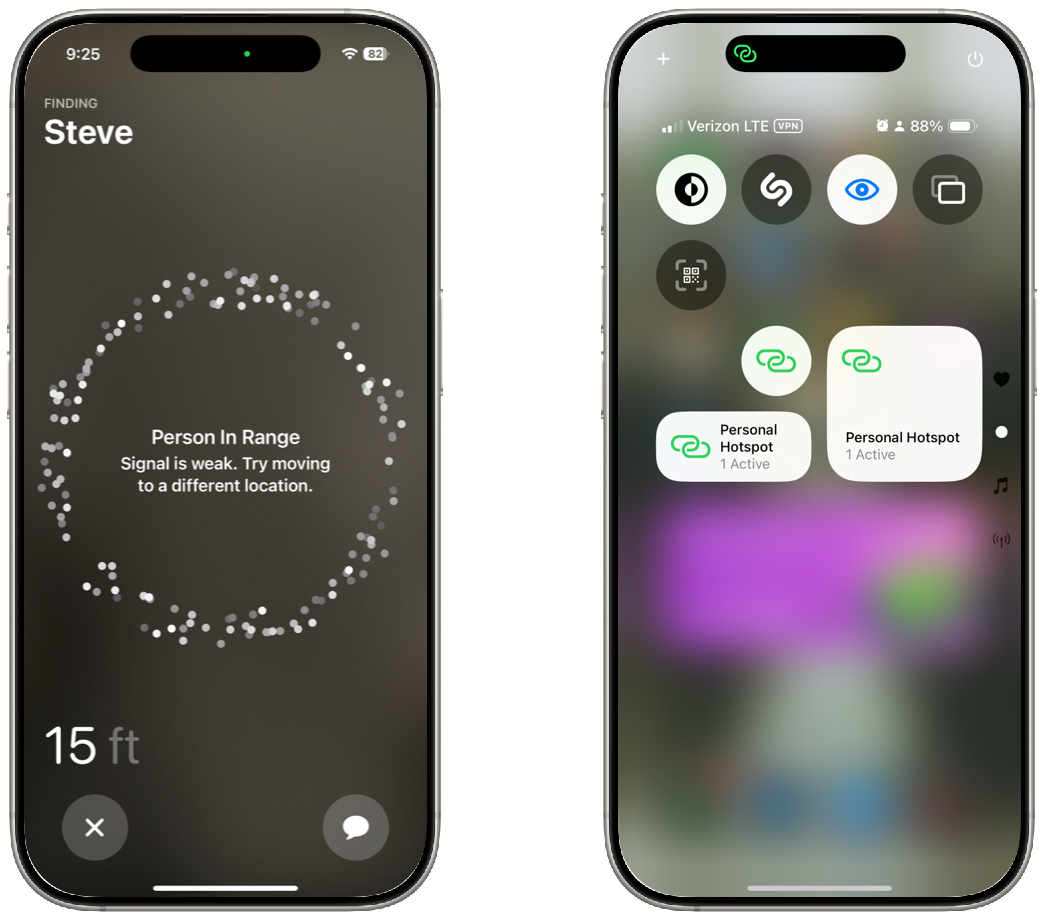 9:25
82
FINDING
Steve
Person In Range
Signal is weak. Try moving
to a different location.
15 ft
Verizon LTE VPN
88%
Personal
Hotspot
1 Active
Personal Hotspot
1 Active